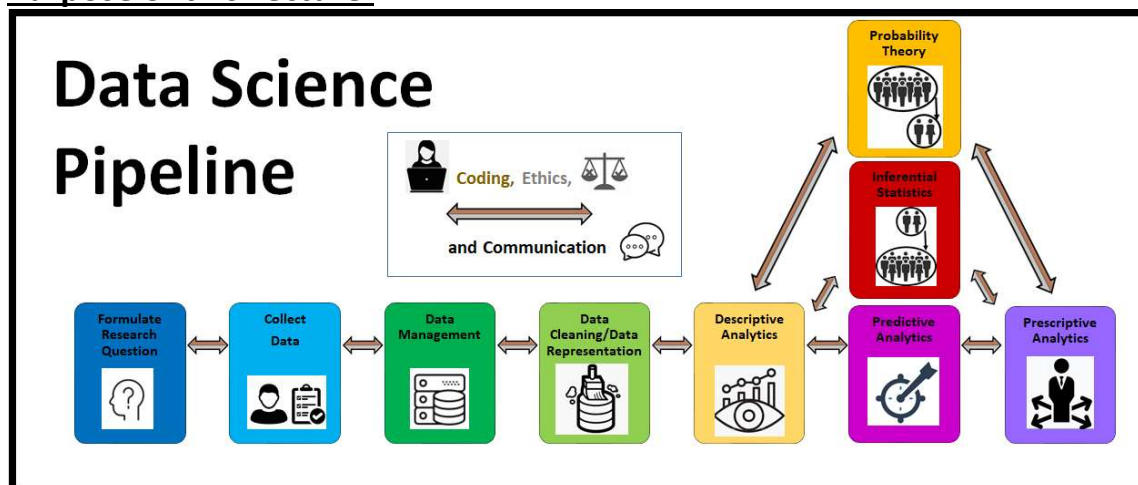 Data Science
Pipeline
Coding, Ethics,
and Communication
Probability
Theory
Inferential
Statistics
Formulate
Research
Question
Collect
Data
Data
Management
Data
Cleaning/Data
Representation
Descriptive
Analytics
Predictive
Analytics
Prescriptive
Analytics